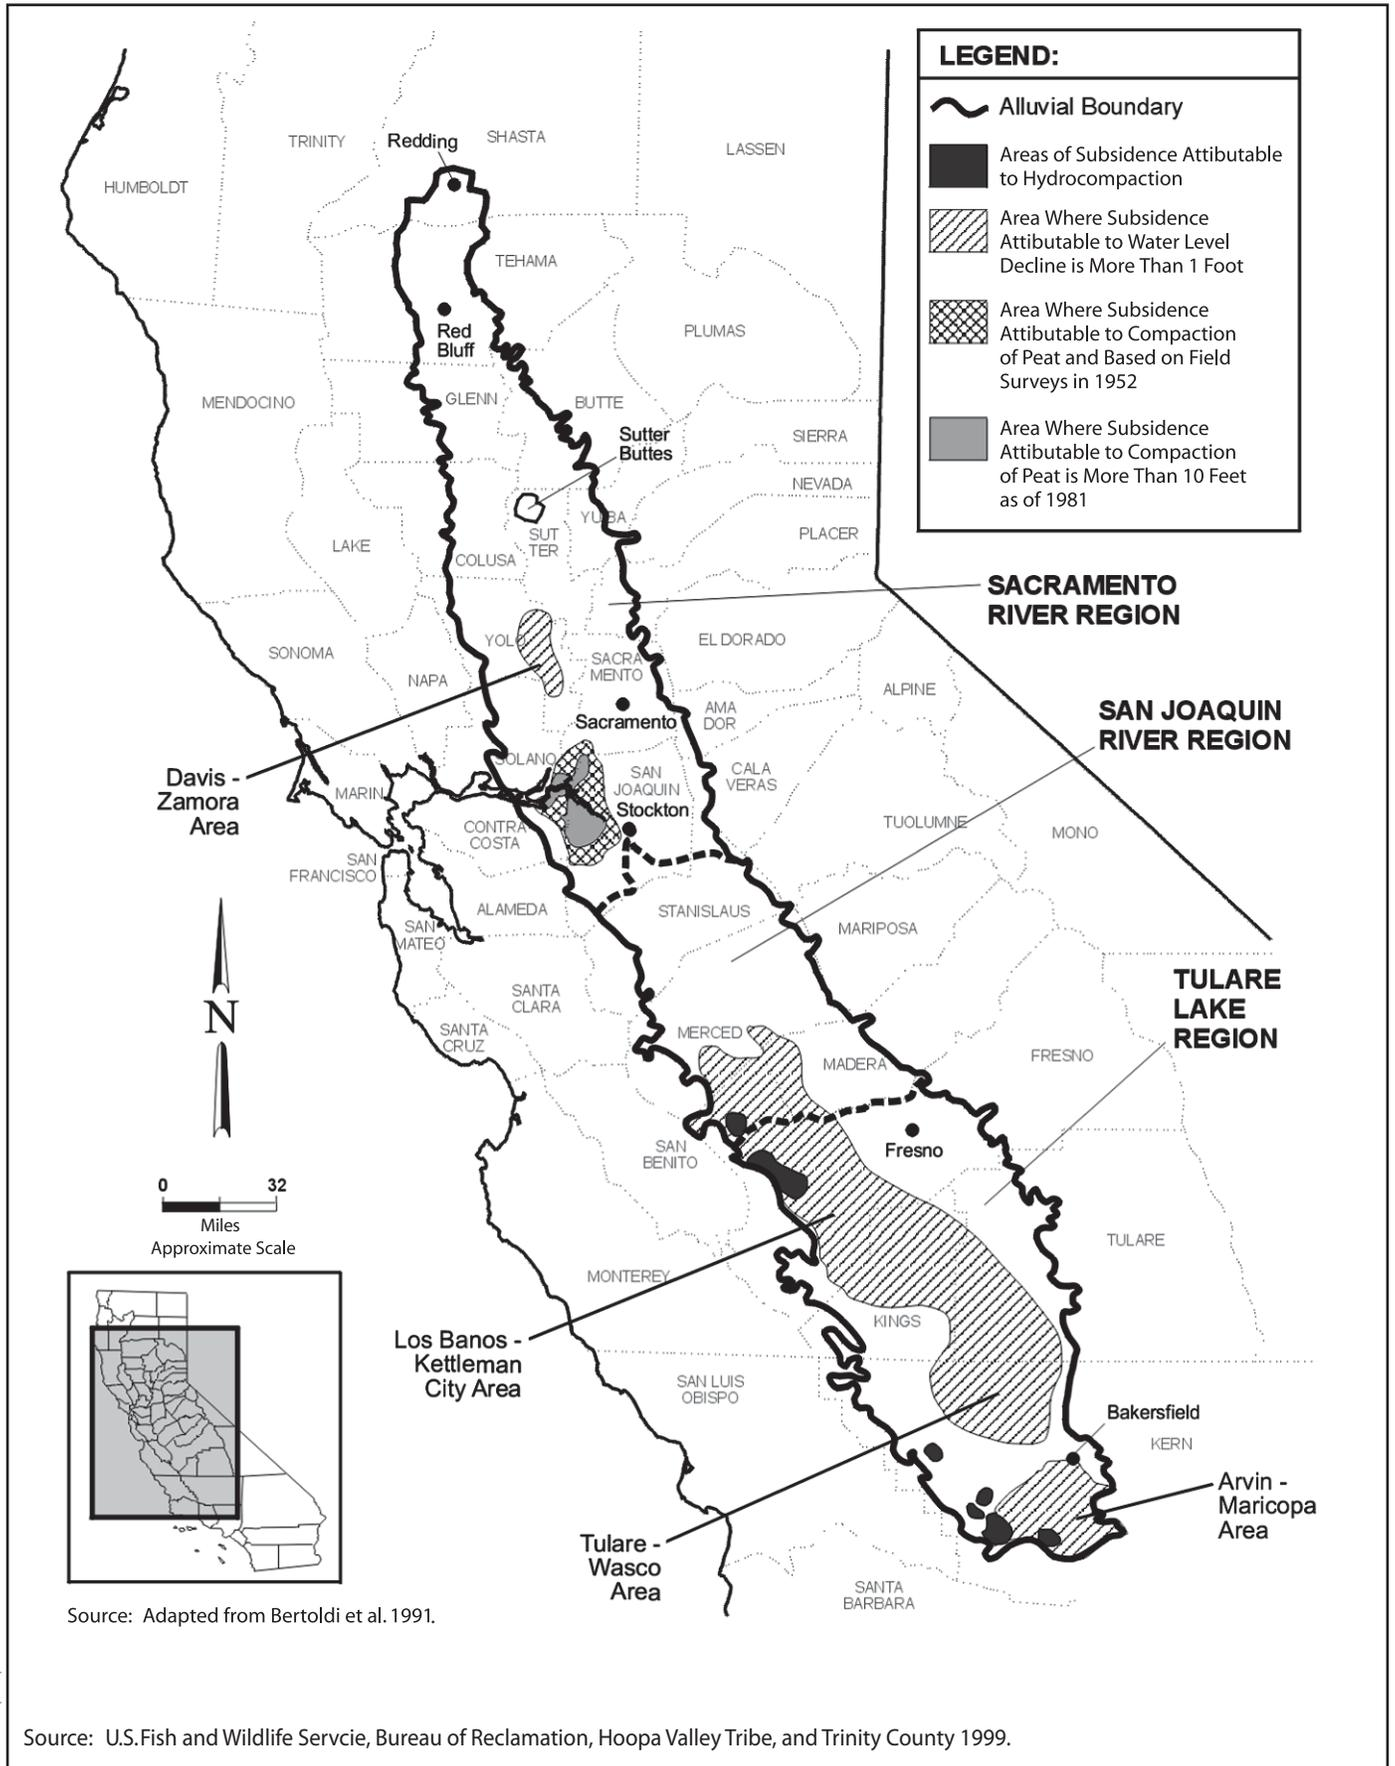 LEGEND:
Alluvial Boundary
Areas of Subsidence Attibutable
to Hydrocompaction
Area Where Subsidence
Attibutable to Water Level
Decline is More Than 1 Foot
Area Where Subsidence
Attibutable to Compaction
of Peat and Based on Field
Surveys in 1952
Area Where Subsidence
Attibutable to Compaction
of Peat is More Than 10 Feet
as of 1981
TRINITY
Redding
SHASTA
LASSEN
HUMBOLDT
TEHAMA
Red
Bluff
PLUMAS
MENDOCINO
GLENN
BUTTE
Sutter
Buttes
SIERRA
NEVADA
YUBA
PLACER
LAKE
SUT
TER
COLUSA
SACRAMENTO
RIVER REGION
YOLO
EL DORADO
SONOMA
SACRA
MENTO
NAPA
ALPINE
Sacramento
AMA
DOR
SAN JOAQUIN
RIVER REGION
SOLANO
Davis -
Zamora
Area
MARIN
SAN
JOAQUIN
CALA
VERAS
Stockton
CONTRA
COSTA
TUOLUMNE
MONO
SAN
FRANCISCO
ALAMEDA
STANISLAUS
SAN
MATEO
MARIPOSA
TULARE
LAKE
REGION
SANTA
CLARA
N
SANTA
CRUZ
MERCED
MADERA
FRESNO
SAN
BENITO
Fresno
0 32
Miles
Approximate Scale
TULARE
MONTEREY
KINGS
Los Banos -
Kettleman
City Area
SAN LUIS
OBISPO
Bakersfield
KERN
Arvin -
Maricopa
Area
Tulare -
Wasco
Area
SANTA
BARBARA
Source: Adapted from Bertoldi et al. 1991.
Source: U.S.Fish and Wildlife Servcie, Bureau of Reclamation, Hoopa Valley Tribe, and Trinity County 1999.